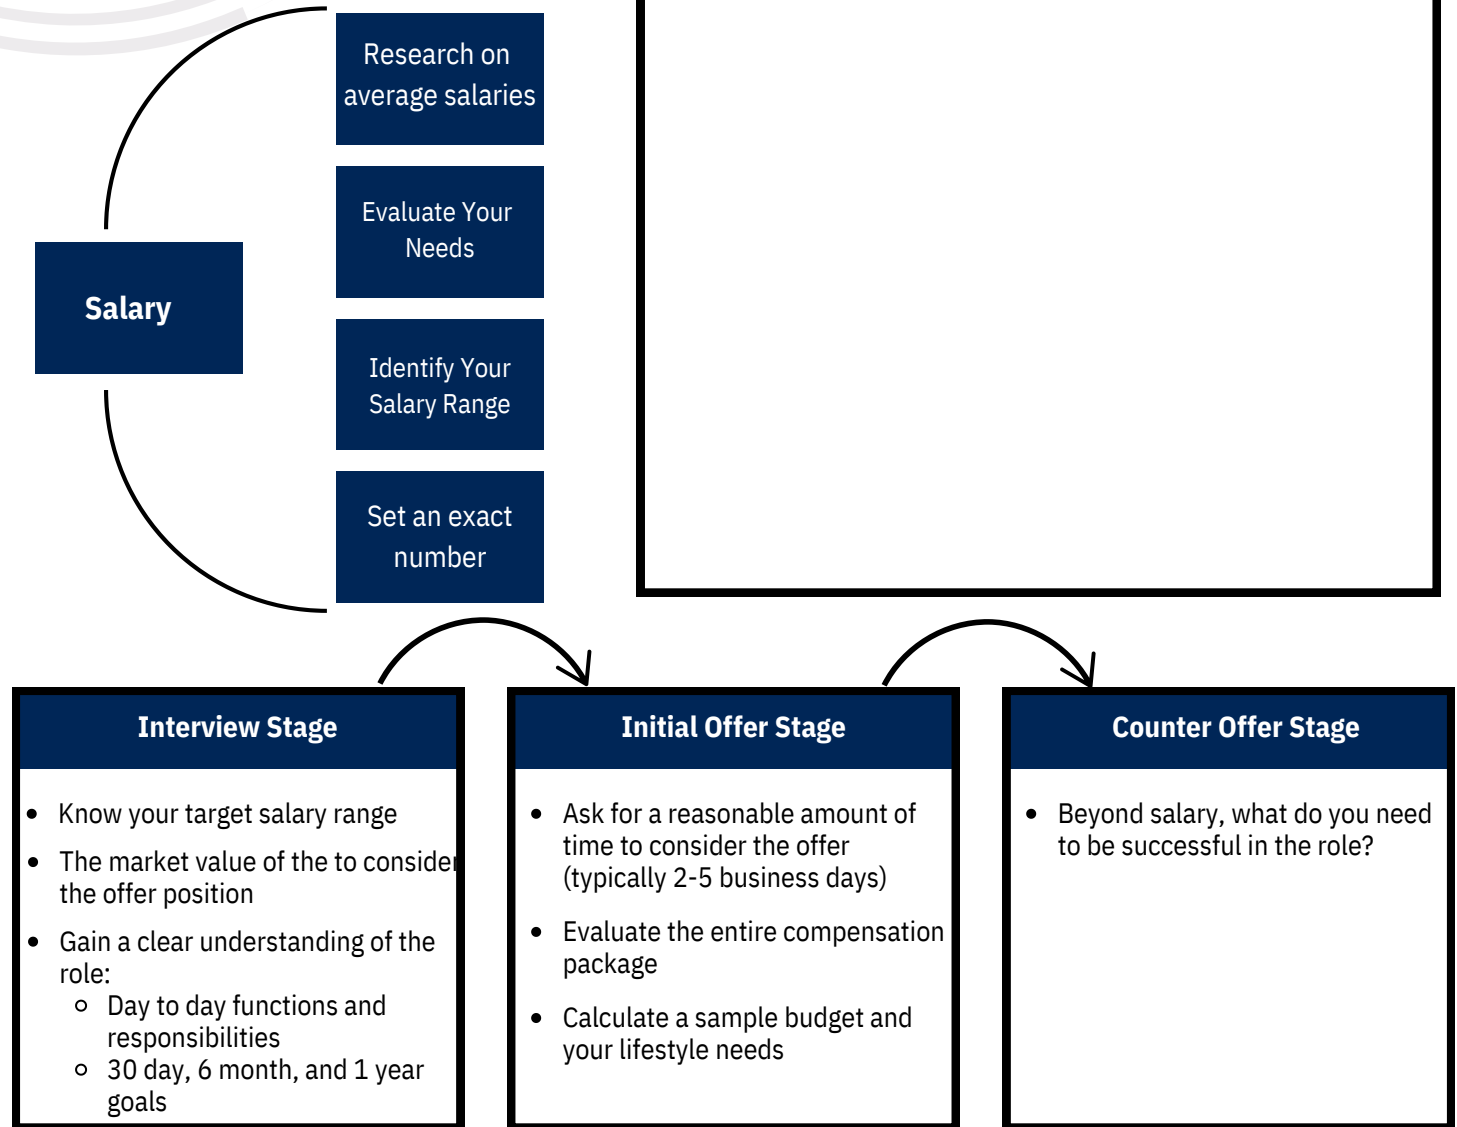 Research on
average salaries
Evaluate Your
Needs
Salary
Identify Your
Salary Range
Set an exact
number
Interview Stage
Know your target salary range
The market value of the to consider
the offer position
Gain a clear understanding of the
role:
Day to day functions and
responsibilities
30 day, 6 month, and 1 year
goals
Initial Offer Stage
Ask for a reasonable amount of
time to consider the offer
(typically 2-5 business days)
Evaluate the entire compensation
package
Calculate a sample budget and
your lifestyle needs
Counter Offer Stage
Beyond salary, what do you need
to be successful in the role?